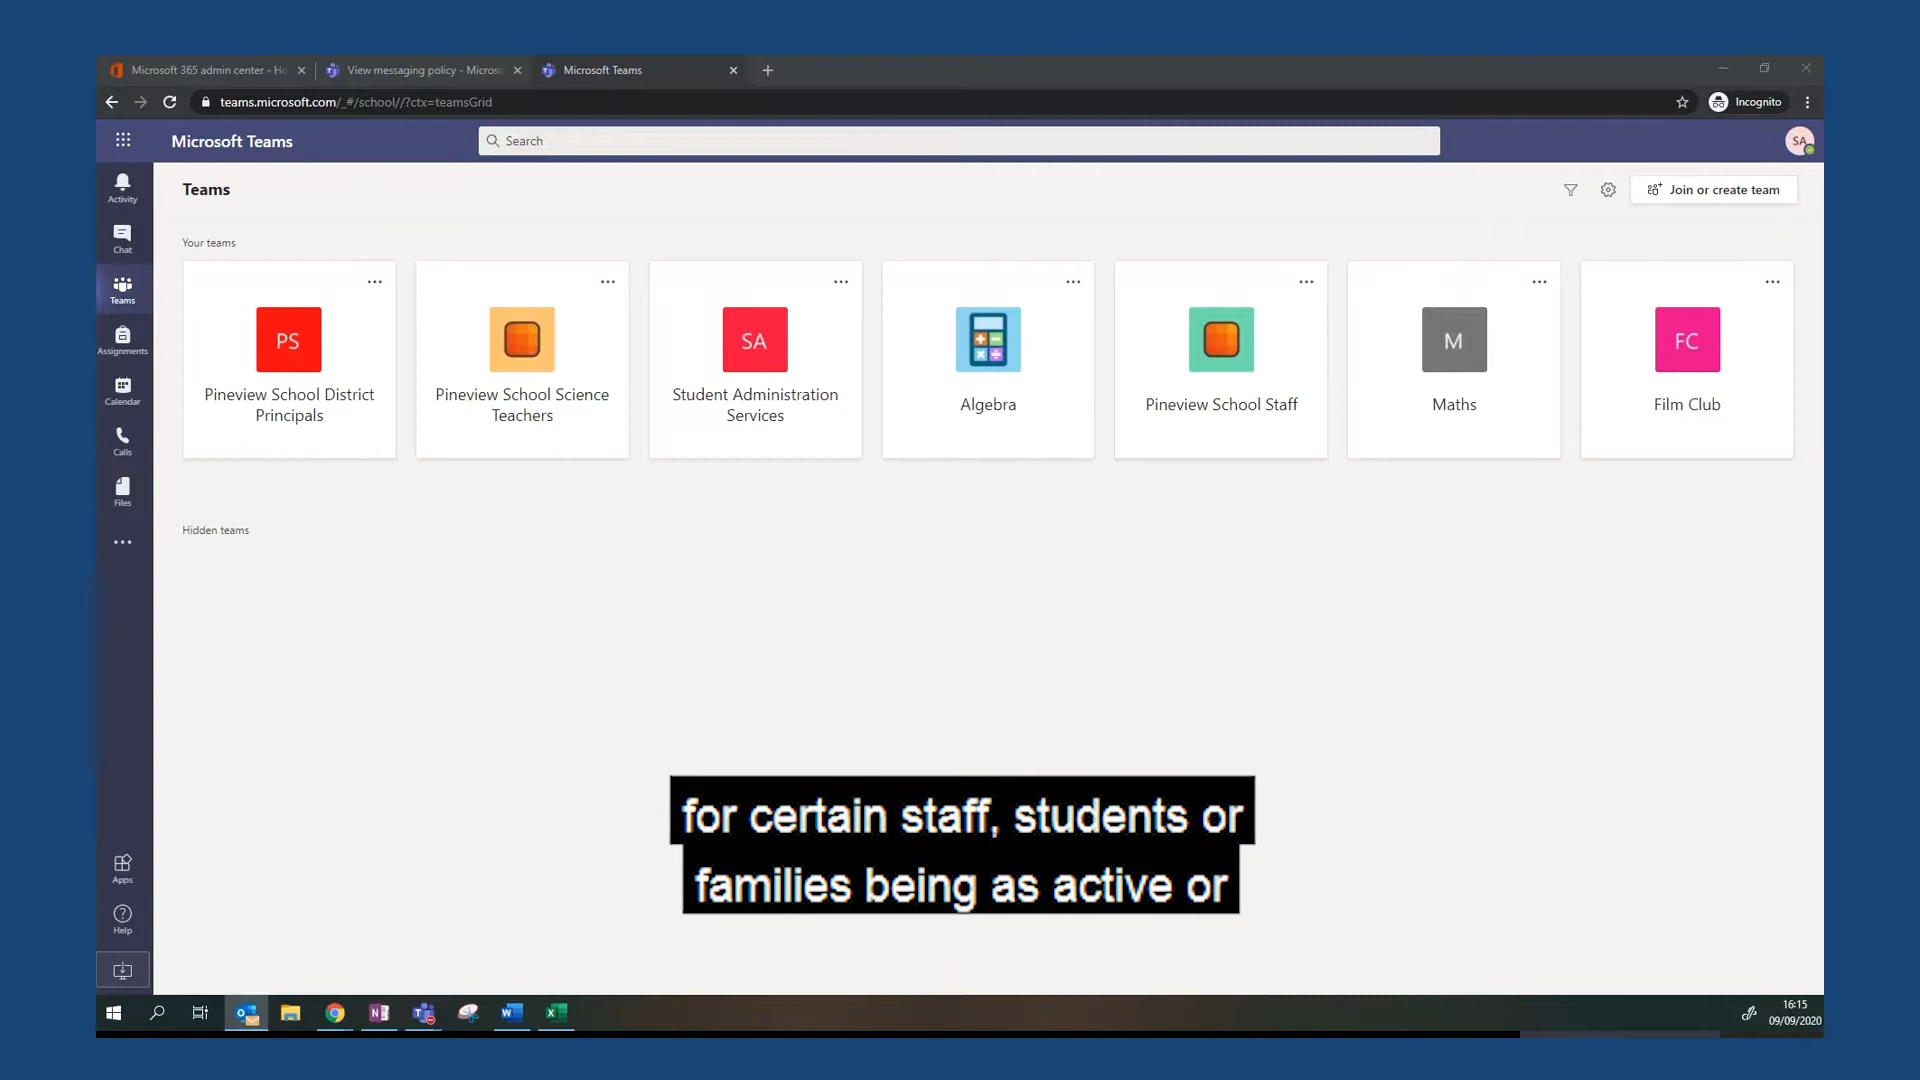 Microsoft 365 admin center - Ho
View messaging policy - Microso
Microsoft Teams
teams.microsoft.com/_#/school//?ctx=teamsGrid
Incognito
Microsoft Teams
Search
SA
Activity
Chat
Teams
Assignments
Calendar
Calls
Files
Apps
Help
Teams
Join or create team
Your teams
PS
Pineview School District
Principals
Pineview School Science
Teachers
SA
Student Administration
Services
Algebra
Pineview School Staff
M
Maths
FC
Film Club
Hidden teams
for certain staff, students or
families being as active or
16:15
09/09/2020